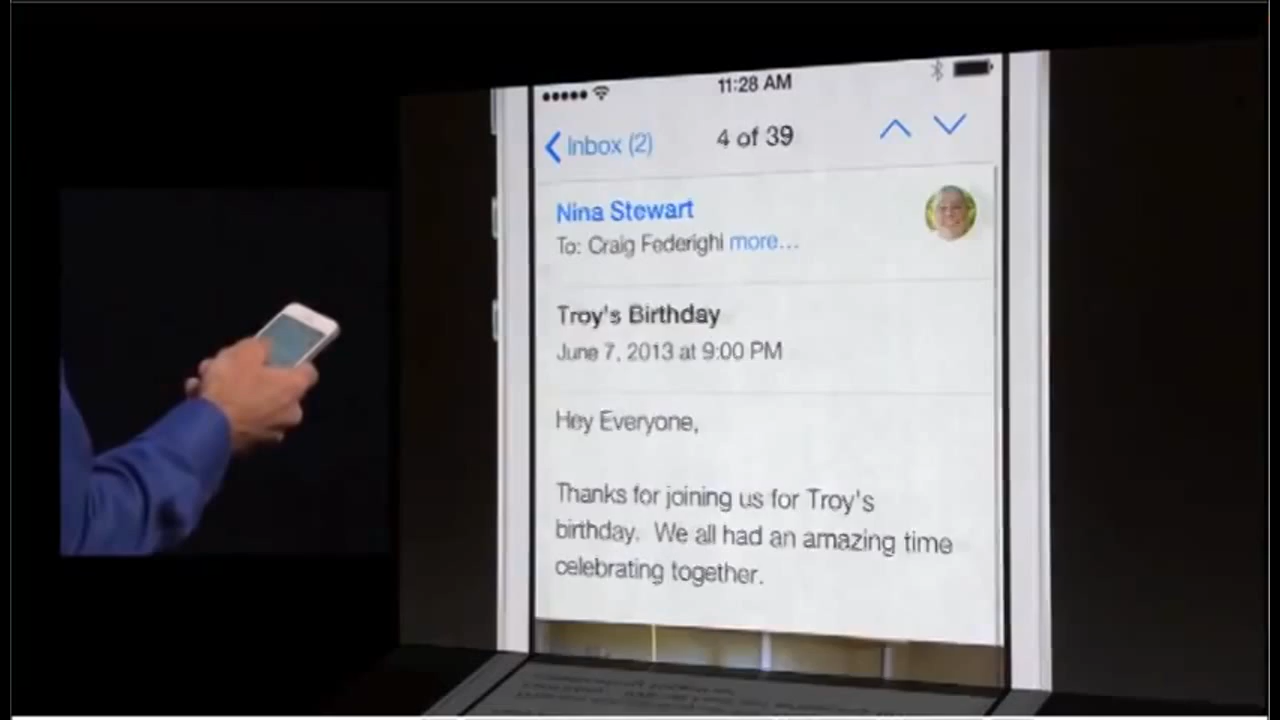 11:28 AM
Inbox (2)
4 of 39
Nina Stewart
To: Craig Federighi more...
Troy's Birthday
June 7, 2013 at 9:00 PM
Hey Everyone,
Thanks for joining us for Troy's
birthday. We all had an amazing time
celebrating together.